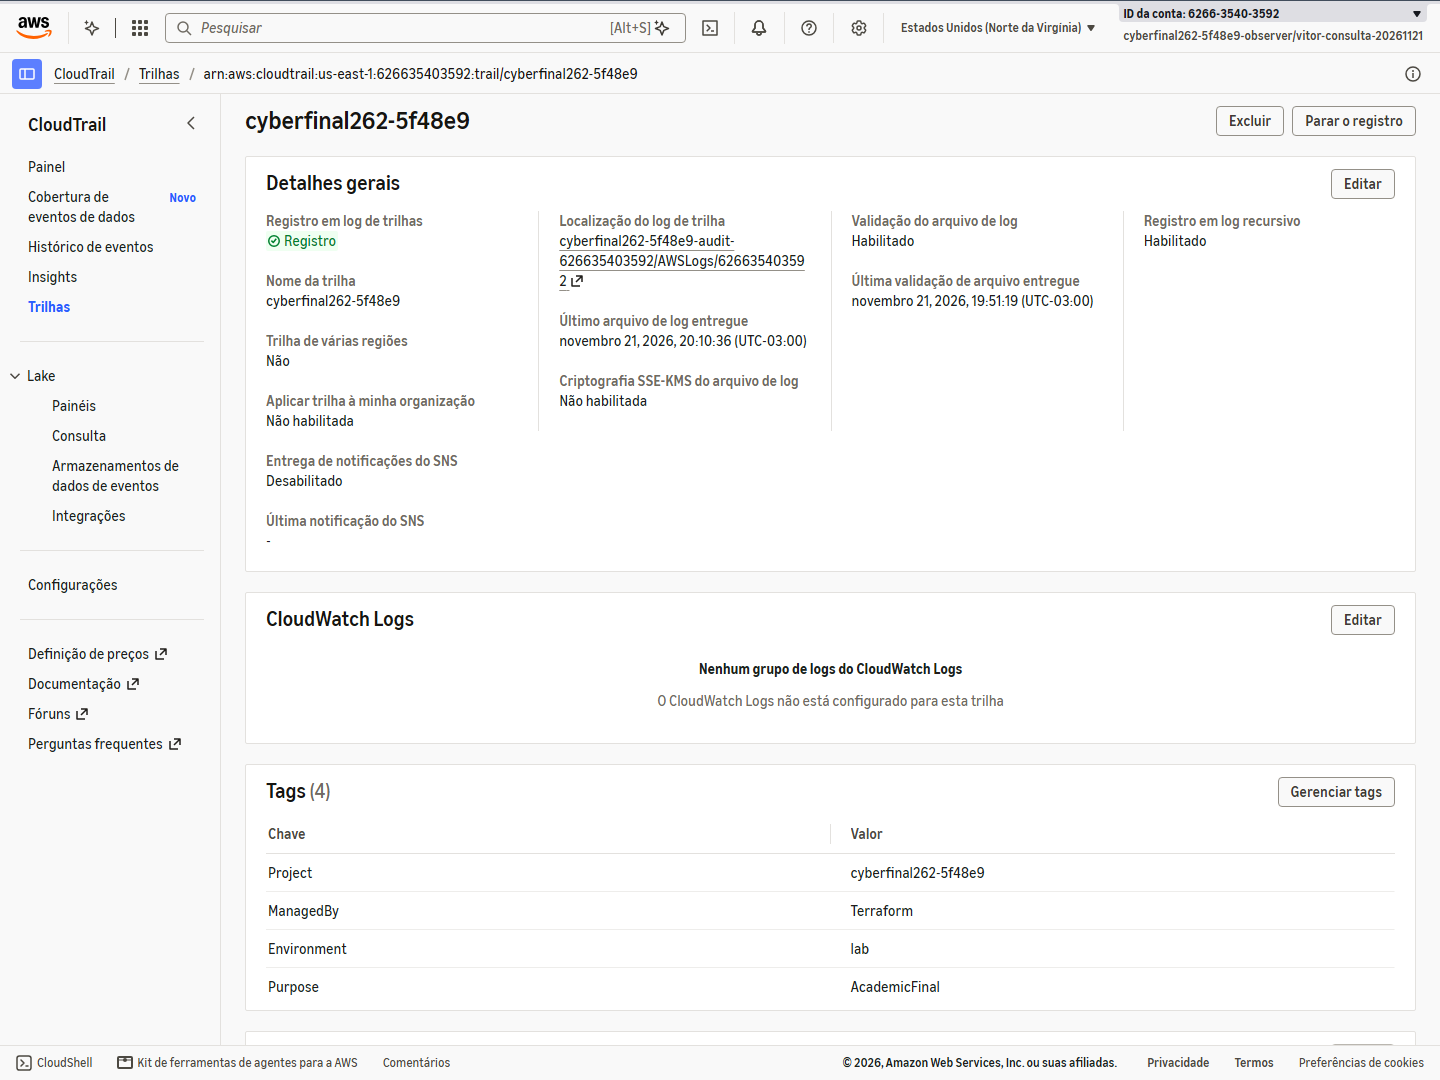 aws
Pesquisar
[Alt+S]
Estados Unidos (Norte da Virgínia)
ID da conta: 6266-3540-3592
cyberfinal262-5f48e9-observer/vitor-consulta-20261121
CloudTrail / Trilhas / arn:aws:cloudtrail:us-east-1:626635403592:trail/cyberfinal262-5f48e9
CloudTrail
Painel
Cobertura de
eventos de dados
Novo
Histórico de eventos
Insights
Trilhas
Lake
Painéis
Consulta
Armazenamentos de
dados de eventos
Integrações
Configurações
Definição de preços
Documentação
Fóruns
Perguntas frequentes
cyberfinal262-5f48e9
Excluir
Parar o registro
Detalhes gerais
Editar
Registro em log de trilhas
Registro
Nome da trilha
cyberfinal262-5f48e9
Trilha de várias regiões
Não
Aplicar trilha à minha organização
Não habilitada
Entrega de notificações do SNS
Desabilitado
Última notificação do SNS
-
Localização do log de trilha
cyberfinal262-5f48e9-audit-
626635403592/AWSLogs/62663540359
2
Último arquivo de log entregue
novembro 21, 2026, 20:10:36 (UTC-03:00)
Criptografia SSE-KMS do arquivo de log
Não habilitada
Validação do arquivo de log
Habilitado
Última validação de arquivo entregue
novembro 21, 2026, 19:51:19 (UTC-03:00)
Registro em log recursivo
Habilitado
CloudWatch Logs
Editar
Nenhum grupo de logs do CloudWatch Logs
O CloudWatch Logs não está configurado para esta trilha
Tags (4)
Gerenciar tags
Chave
Valor
Project
cyberfinal262-5f48e9
ManagedBy
Terraform
Environment
lab
Purpose
AcademicFinal
CloudShell
Kit de ferramentas de agentes para a AWS
Comentários
© 2026, Amazon Web Services, Inc. ou suas afiliadas.
Privacidade
Termos
Preferências de cookies